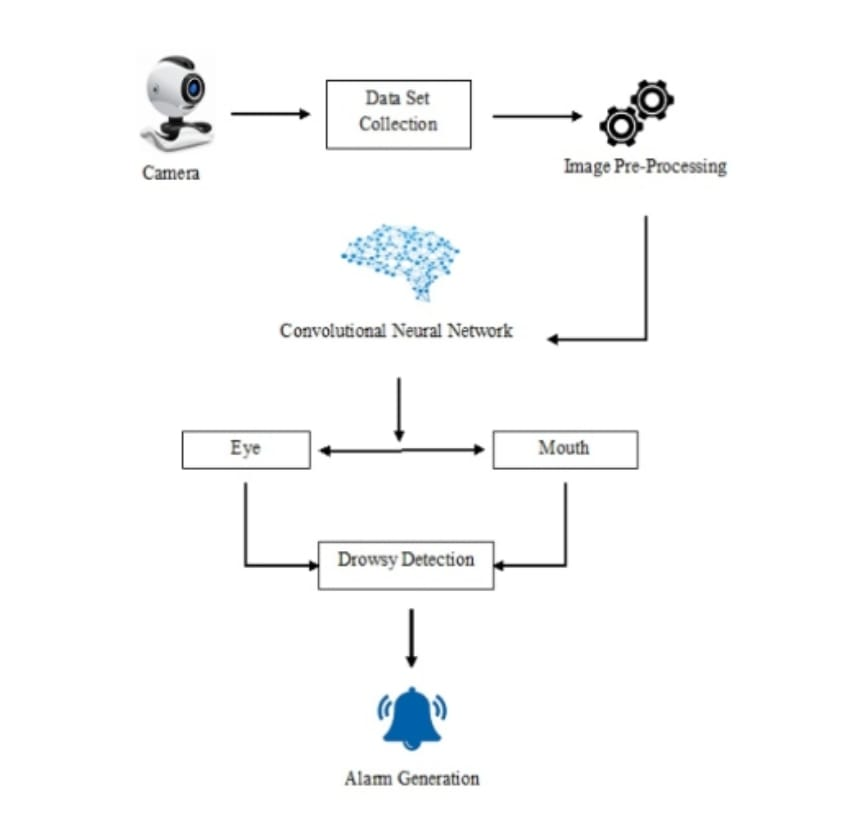 Data Set
Collection
Camera
Image Pre-Processing
Convolutional Neural Network
Eye
Mouth
Drowsy Detection
Alarm Generation